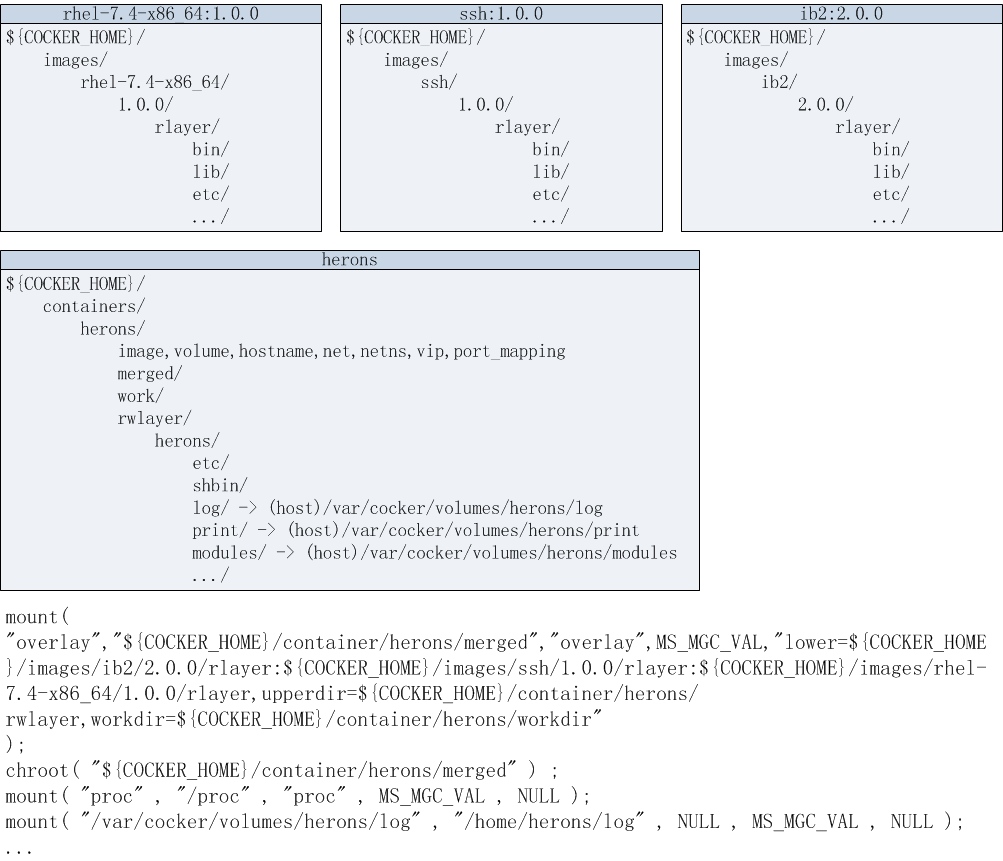 rhel-7.4-x86_64:1.0.0
${COCKER_HOME}/
images/
rhel-7.4-x86_64/
1.0.0/
rlayer/
bin/
lib/
etc/
.../
ssh:1.0.0
${COCKER_HOME}/
images/
ssh/
1.0.0/
rlayer/
bin/
lib/
etc/
.../
ib2:2.0.0
${COCKER_HOME}/
images/
ib2/
2.0.0/
rlayer/
bin/
lib/
etc/
.../
herons
${COCKER_HOME}/
containers/
herons/
image,volume,hostname,net,netns,vip,port_mapping
merged/
work/
rwlayer/
herons/
etc/
shbin/
log/ -> (host)/var/cocker/volumes/herons/log
print/ -> (host)/var/cocker/volumes/herons/print
modules/ -> (host)/var/cocker/volumes/herons/modules
.../
mount(
"overlay","${COCKER_HOME}/container/herons/merged","overlay",MS_MGC_VAL,"lower=${COCKER_HOME
}/images/ib2/2.0.0/rlayer:${COCKER_HOME}/images/ssh/1.0.0/rlayer:${COCKER_HOME}/images/rhel-
7.4-x86_64/1.0.0/rlayer,upperdir=${COCKER_HOME}/container/herons/
rwlayer,workdir=${COCKER_HOME}/container/herons/workdir"
);
chroot( "${COCKER_HOME}/container/herons/merged" ) ;
mount( "proc" , "/proc" , "proc" , MS_MGC_VAL , NULL );
mount( "/var/cocker/volumes/herons/log" , "/home/herons/log" , NULL , MS_MGC_VAL , NULL );
...